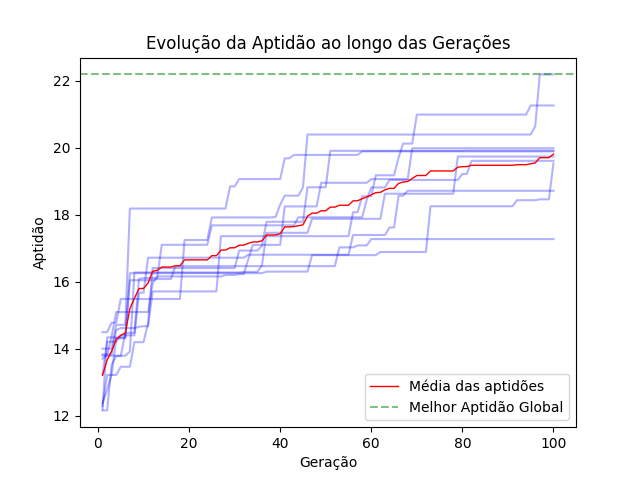 Evolução da Aptidão ao longo das Gerações
Aptidão
22
20
18
16
14
12
0 20 40 60 80 100
Geração
Média das aptidões
Melhor Aptidão Global